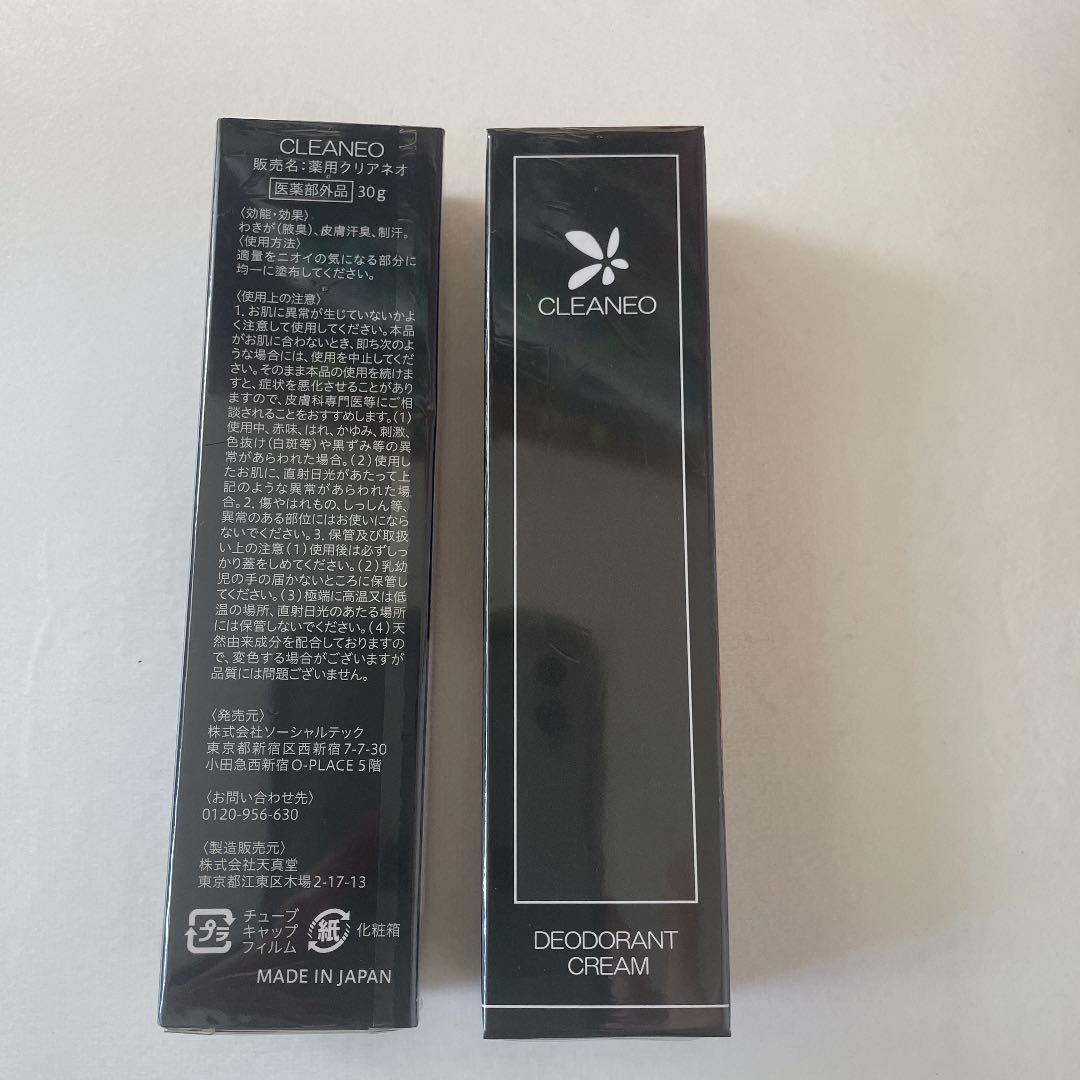 CLEANEO
販売名:薬用クリアネオ
医薬部外品 30g
〈効能・効果〉
わきが(腋臭)、皮膚汗臭、制汗。
〈使用方法〉
適量をニオイの気になる部分に
均一に塗布してください。
〈使用上の注意〉
1. お肌に異常が生じていないかよ
く注意して使用してください。本品
がお肌に合わないとき、即ち次のよ
うな場合には、使用を中止してくだ
さい。そのまま本品の使用を続けま
すと、症状を悪化させることがあり
ますので、皮膚科専門医等にご相
談されることをおすすめします。(1)
使用中、赤味、はれ、かゆみ、刺激、
色抜け(白斑等)や黒ずみ等の異
常があらわれた場合。(2)使用し
たお肌に、直射日光があたって上
記のような異常があらわれた場
合。2. 傷やはれもの、しっしん等、
異常のある部位にはお使いになら
ないでください。3. 保管及び取扱
い上の注意(1)使用後は必ずしっ
かり蓋をしめてください。(2)乳幼
児の手の届かないところに保管し
てください。(3)極端に高温又は低
温の場所、直射日光のあたる場所
には保管しないでください。(4)天
然由来成分を配合しておりますの
で、変色する場合がございますが
品質には問題ございません。
〈発売元〉
株式会社ソーシャルテック
東京都新宿区西新宿7-7-30
小田急西新宿O-PLACE 5階
〈お問い合わせ先〉
0120-956-630
〈製造販売元〉
株式会社天真堂
東京都江東区木場2-17-13
プラ チューブ
キャップ
フィルム
紙 化粧箱
MADE IN JAPAN
CLEANEO
DEODORANT
CREAM